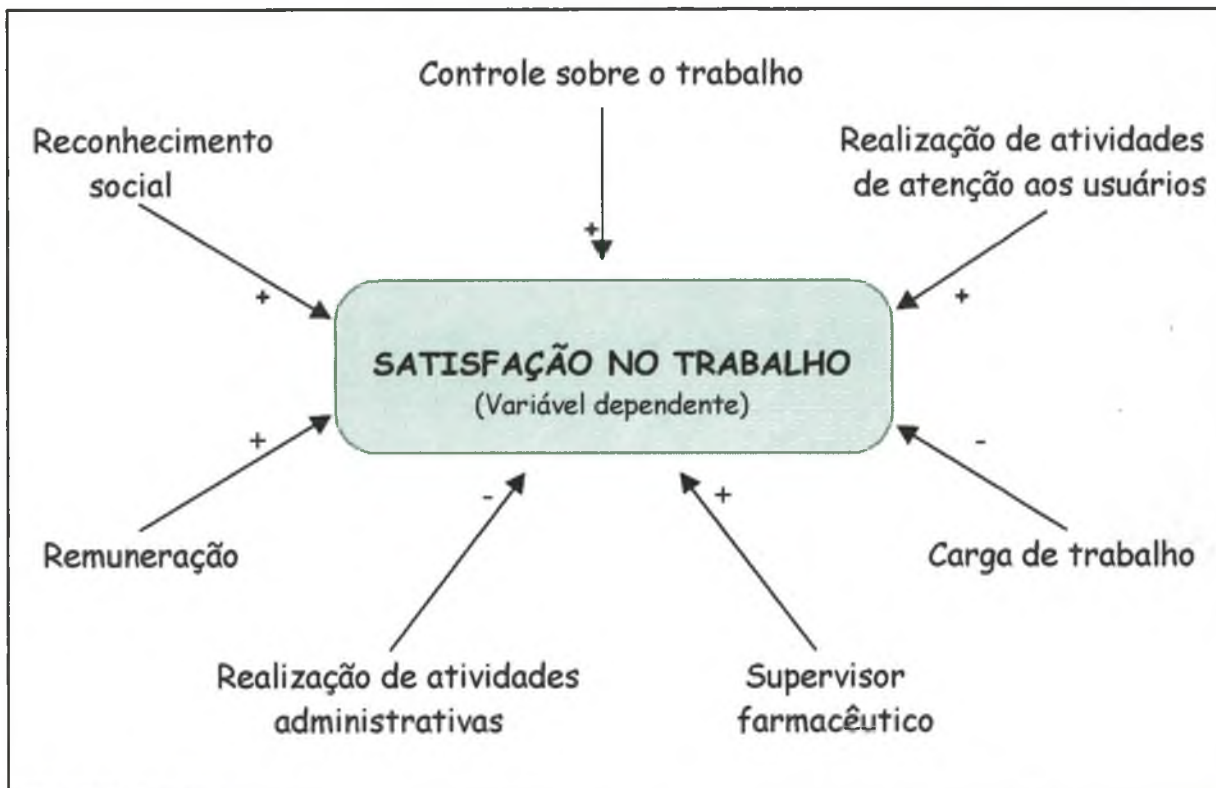 Controle sobre o trabalho
Reconhecimento
social
Realização de atividades
de atenção aos usuários
+
+
+
SATISFAÇÃO NO TRABALHO
(Variável dependente)
+
-
-
+
Remuneração
Carga de trabalho
Realização de atividades
administrativas
Supervisor
farmacêutico